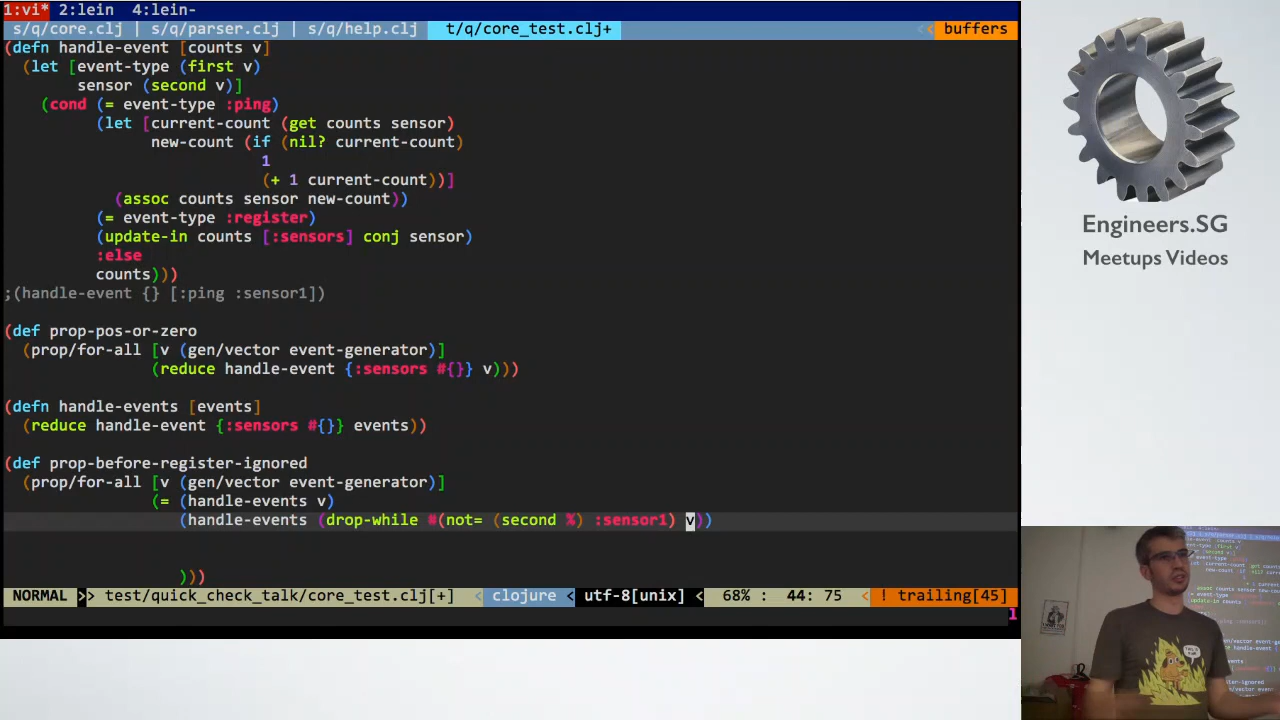 1:vi* 2:lein 4:lein-
s/q/core.clj | s/q/parser.clj | s/q/help.clj t/q/core_test.clj+ buffers
(defn handle-event [counts v]
(let [event-type (first v)
sensor (second v)]
(cond (= event-type :ping)
(let [current-count (get counts sensor)
new-count (if (nil? current-count)
1
(+ 1 current-count))]
(assoc counts sensor new-count))
(= event-type :register)
(update-in counts [:sensors] conj sensor)
:else
counts)))
;(handle-event {} [:ping :sensor1])
(def prop-pos-or-zero
(prop/for-all [v (gen/vector event-generator)]
(reduce handle-event {:sensors #{}} v)))
(defn handle-events [events]
(reduce handle-event {:sensors #{}} events))
(def prop-before-register-ignored
(prop/for-all [v (gen/vector event-generator)]
(= (handle-events v)
(handle-events (drop-while #(not= (second %) :sensor1) v))
)))
NORMAL >> test/quick_check_talk/core_test.clj[+] < clojure < utf-8[unix] < 68% : 44: 75 < ! trailing[45]
1
Engineers.SG
Meetups Videos